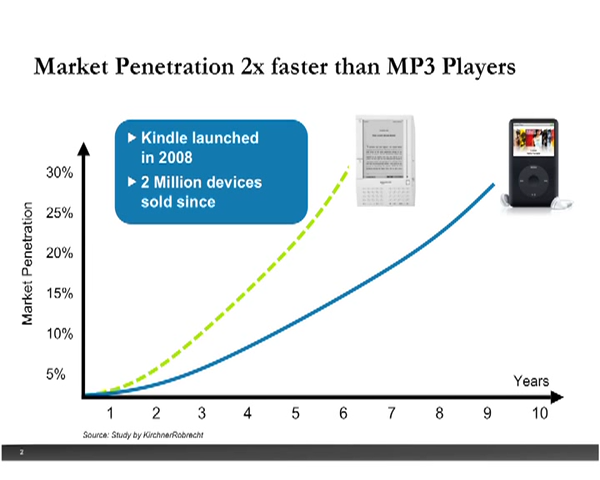 Market Penetration 2x faster than MP3 Players
Kindle launched
in 2008
2 Million devices
sold since
30%
25%
20%
15%
10%
5%
Market Penetration
Years
1 2 3 4 5 6 7 8 9 10
Source: Study by KirchnerRobrecht
2